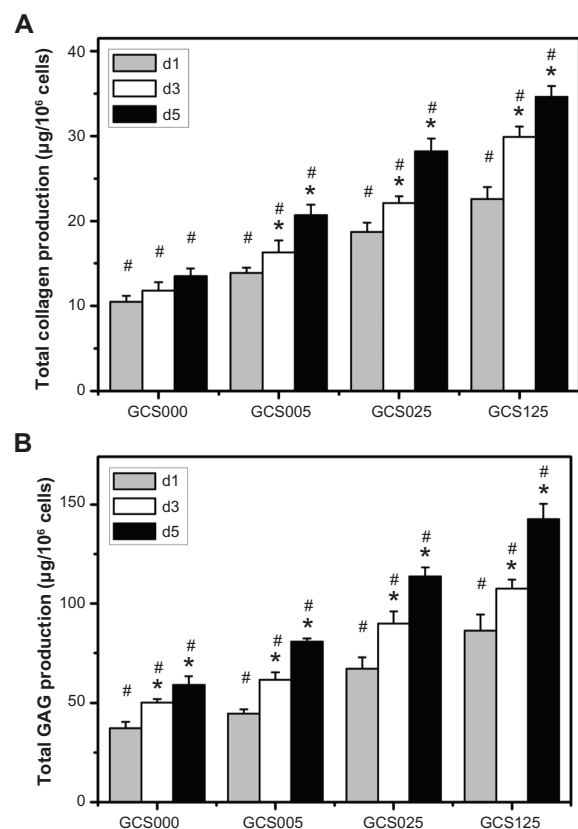 A
Total collagen production (µg/10⁶ cells)
40
30
20
10
0
d1
d3
d5
# # #
# #
*
#
*
# #
*
#
*
# #
*
#
*
GCS000 GCS005 GCS025 GCS125
B
Total GAG production (µg/10⁶ cells)
150
100
50
0
d1
d3
d5
# #
*
#
*
# #
*
#
*
# #
*
#
*
# #
*
#
*
GCS000 GCS005 GCS025 GCS125